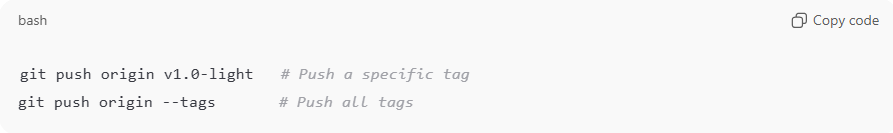 bash
Copy code
git push origin v1.0-light   # Push a specific tag
git push origin --tags       # Push all tags